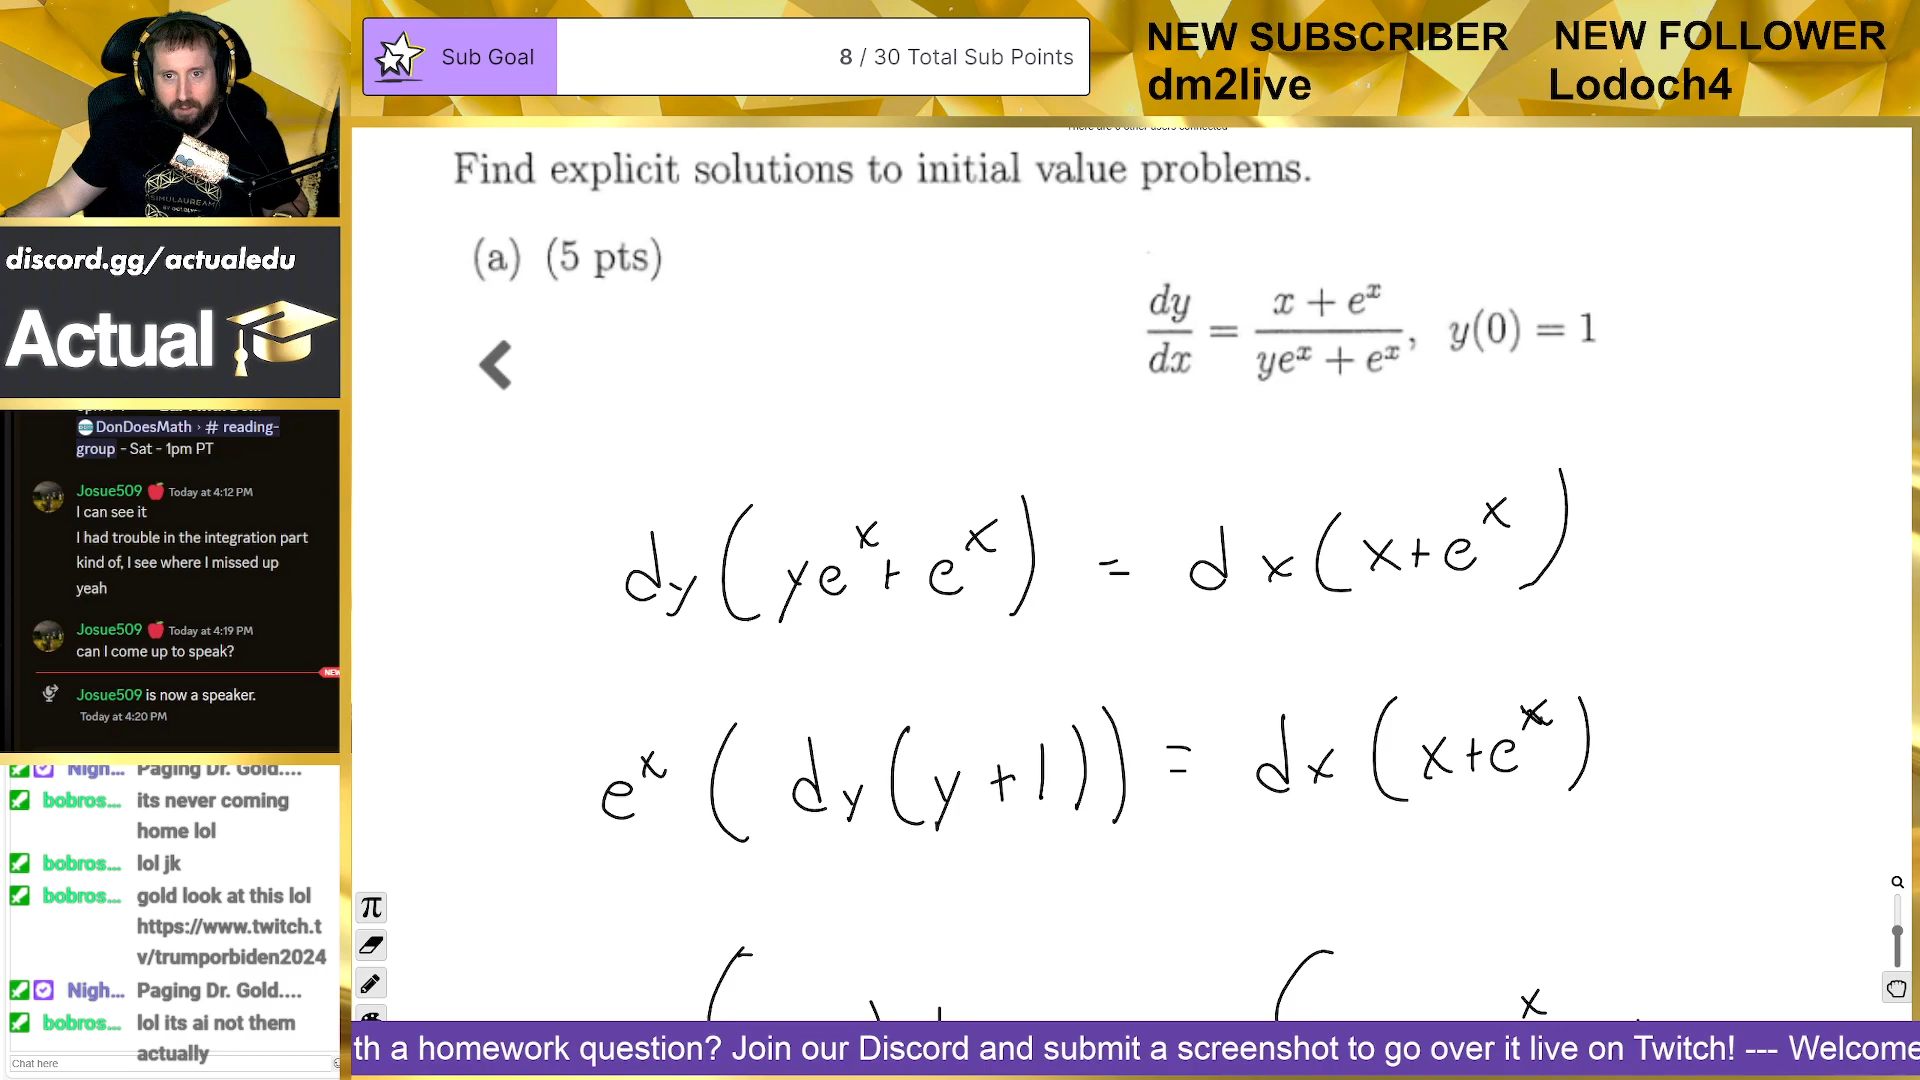 Sub Goal
8 / 30 Total Sub Points
NEW SUBSCRIBER
dm2live
NEW FOLLOWER
Lodoch4
Find explicit solutions to initial value problems.
(a) (5 pts)
dy/dx = (x + e^x)/(ye^x + e^x), y(0) = 1
dy(ye^x + e^x) = dx(x+e^x)
e^x(dy(y+1)) = dx(x+e^x)
x
discord.gg/actualedu
Actual
DonDoesMath › # reading-
group - Sat - 1pm PT
Josue509 Today at 4:12 PM
I can see it
I had trouble in the integration part
kind of, I see where I missed up
yeah
Josue509 Today at 4:19 PM
can I come up to speak?
NEW
Josue509 is now a speaker.
Today at 4:20 PM
Nigh... Paging Dr. Gold....
bobros... its never coming
home lol
bobros... lol jk
bobros... gold look at this lol
https://www.twitch.t
v/trumporbiden2024
Nigh... Paging Dr. Gold....
bobros... lol its ai not them
actually
Chat here
π
th a homework question? Join our Discord and submit a screenshot to go over it live on Twitch! --- Welcome